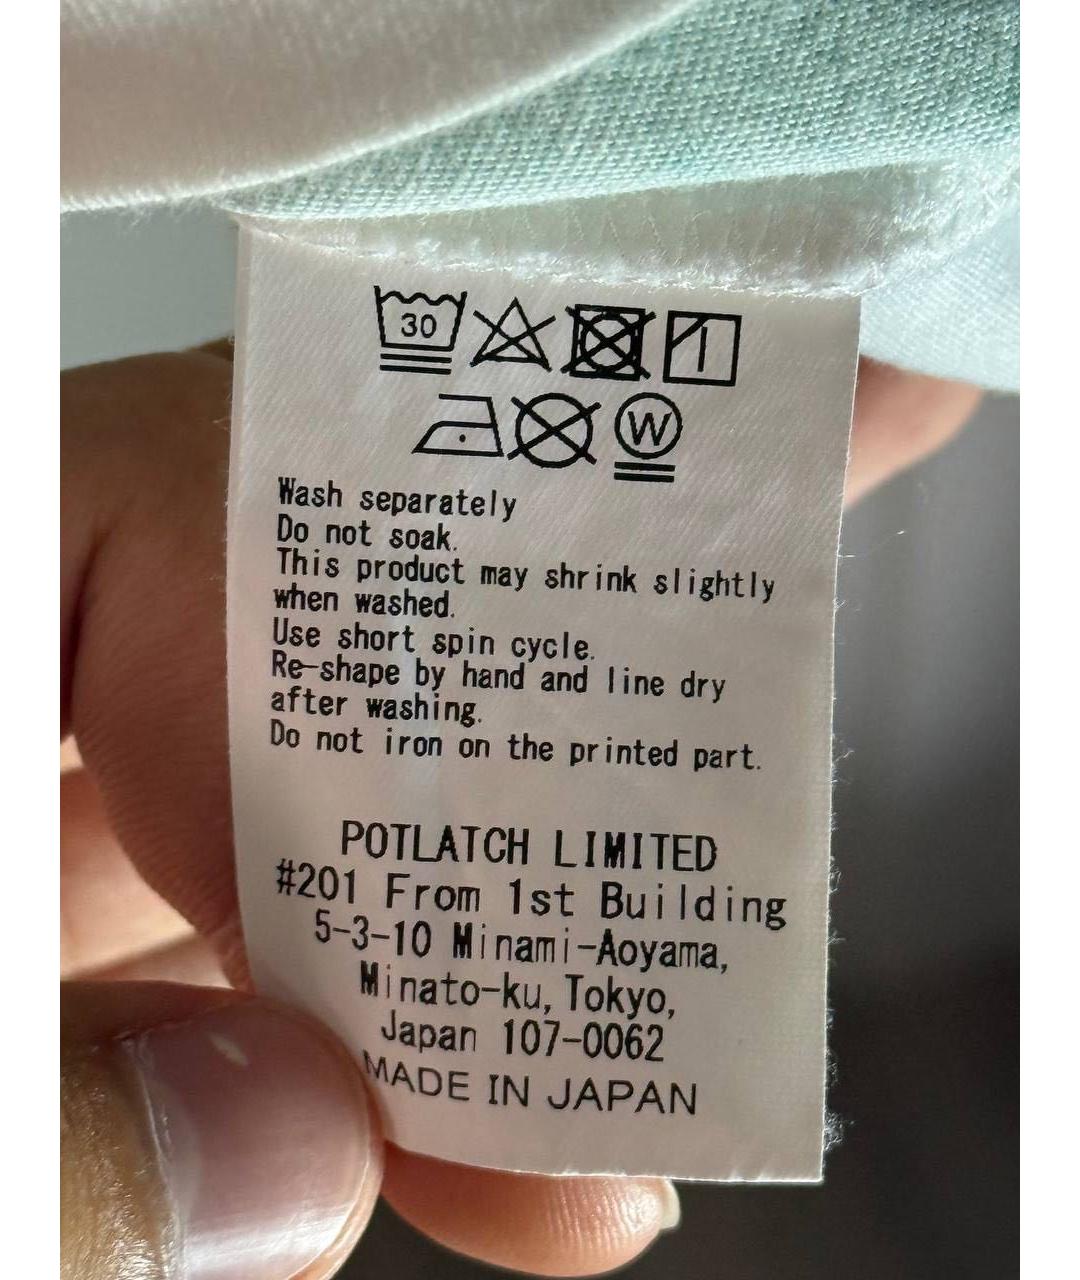 30
W
Wash separately
Do not soak.
This product may shrink slightly
when washed.
Use short spin cycle.
Re-shape by hand and line dry
after washing.
Do not iron on the printed part.
POTLATCH LIMITED
#201 From 1st Building
5-3-10 Minami-Aoyama,
Minato-ku, Tokyo,
Japan 107-0062
MADE IN JAPAN